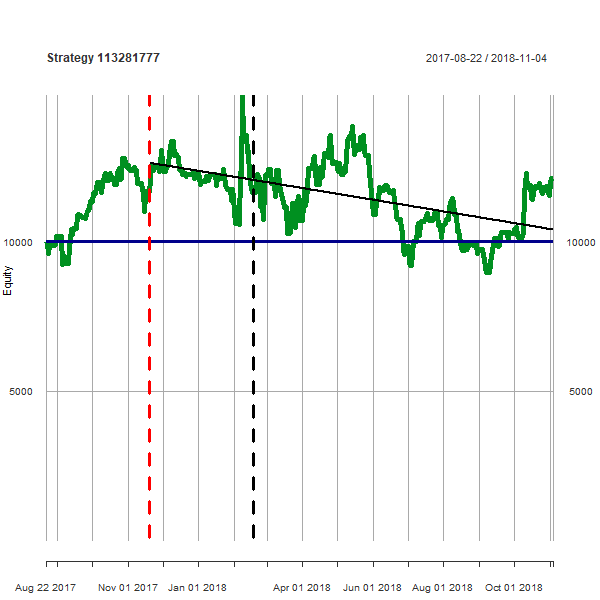 Strategy 113281777
2017-08-22 / 2018-11-04
10000
10000
Equity
5000
5000
Aug 22 2017
Nov 01 2017
Jan 01 2018
Apr 01 2018
Jun 01 2018
Aug 01 2018
Oct 01 2018